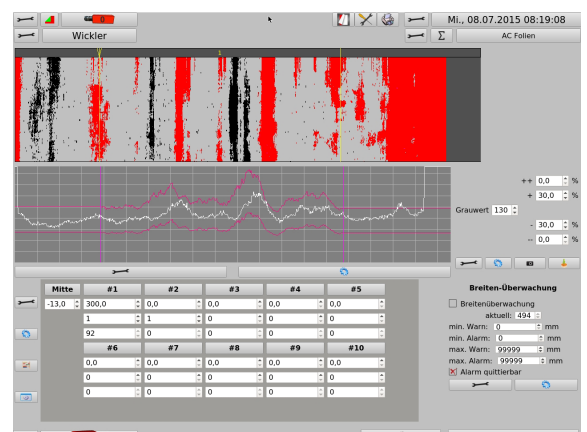 0
Mi., 08.07.2015 08:19:08
Wickler
Σ
AC Folien
1
++ 0,0 %
+ 30,0 %
Grauwert 130
- 30,0 %
-- 0,0 %
Mitte #1 #2 #3 #4 #5
-13,0 300,0 0,0 0,0 0,0 0,0
1 1 0 0 0
92 0 0 0 0
#6 #7 #8 #9 #10
0,0 0,0 0,0 0,0 0,0
0 0 0 0 0
0 0 0 0 0
Breiten-Überwachung
Breitenüberwachung
aktuell: 494
min. Warn: 0 mm
min. Alarm: 0 mm
max. Warn: 99999 mm
max. Alarm: 99999 mm
Alarm quittierbar